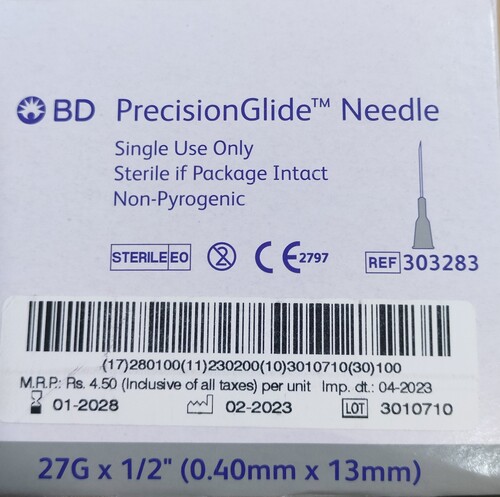 BD PrecisionGlide™ Needle
Single Use Only
Sterile if Package Intact
Non-Pyrogenic
STERILE EO 2 CE 2797 REF 303283
(17)280100(11)230200(10)3010710(30)100
M.R.P.: Rs. 4.50 (Inclusive of all taxes) per unit Imp. dt.: 04-2023
01-2028 02-2023 LOT 3010710
27G x 1/2" (0.40mm x 13mm)